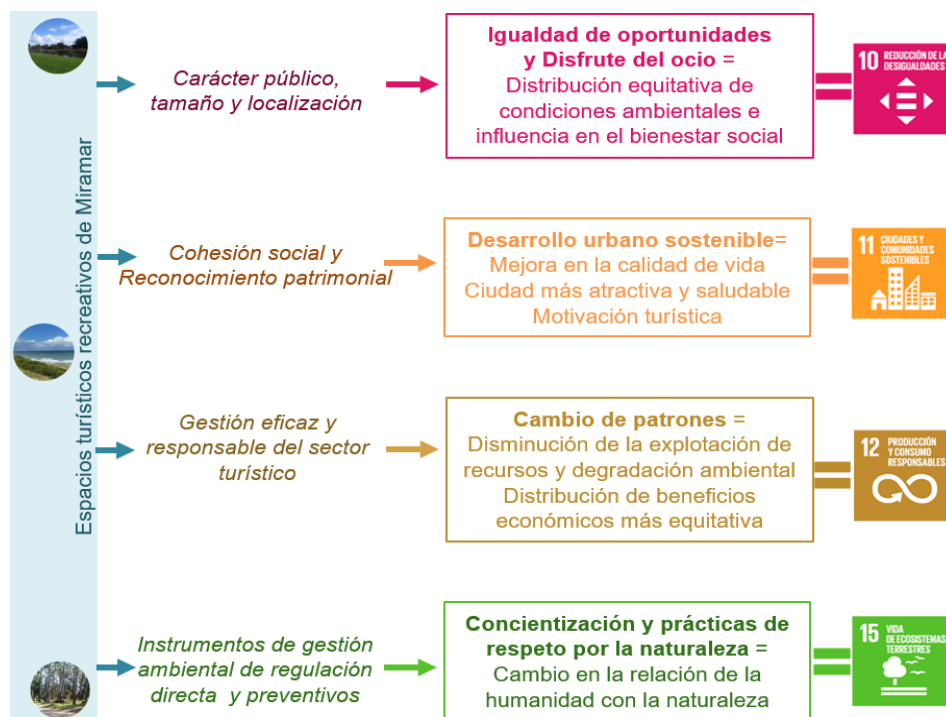 Espacios turísticos recreativos de Miramar
Carácter público,
tamaño y localización
Igualdad de oportunidades
y Disfrute del ocio =
Distribución equitativa de
condiciones ambientales e
influencia en el bienestar social
10 REDUCCIÓN DE LAS
DESIGUALDADES
Cohesión social y
Reconocimiento patrimonial
Desarrollo urbano sostenible=
Mejora en la calidad de vida
Ciudad más atractiva y saludable
Motivación turística
11 CIUDADES Y
COMUNIDADES
SOSTENIBLES
Gestión eficaz y
responsable del sector
turístico
Cambio de patrones =
Disminución de la explotación de
recursos y degradación ambiental
Distribución de beneficios
económicos más equitativa
12 PRODUCCIÓN
Y CONSUMO
RESPONSABLES
Instrumentos de gestión
ambiental de regulación
directa y preventivos
Concientización y prácticas de
respeto por la naturaleza =
Cambio en la relación de la
humanidad con la naturaleza
15 VIDA
DE ECOSISTEMAS
TERRESTRES